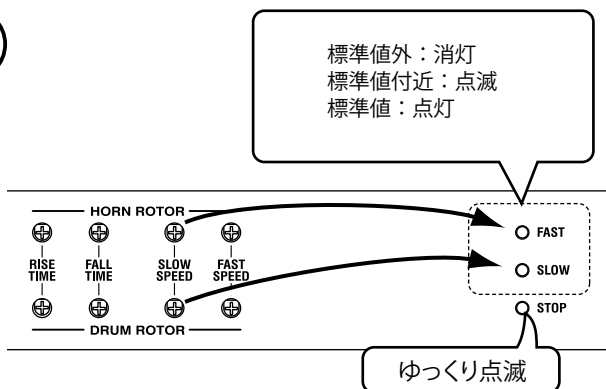 標準値外：消灯
標準値付近：点滅
標準値：点灯
HORN ROTOR
RISE TIME
FALL TIME
SLOW SPEED
FAST SPEED
DRUM ROTOR
FAST
SLOW
STOP
ゆっくり点滅